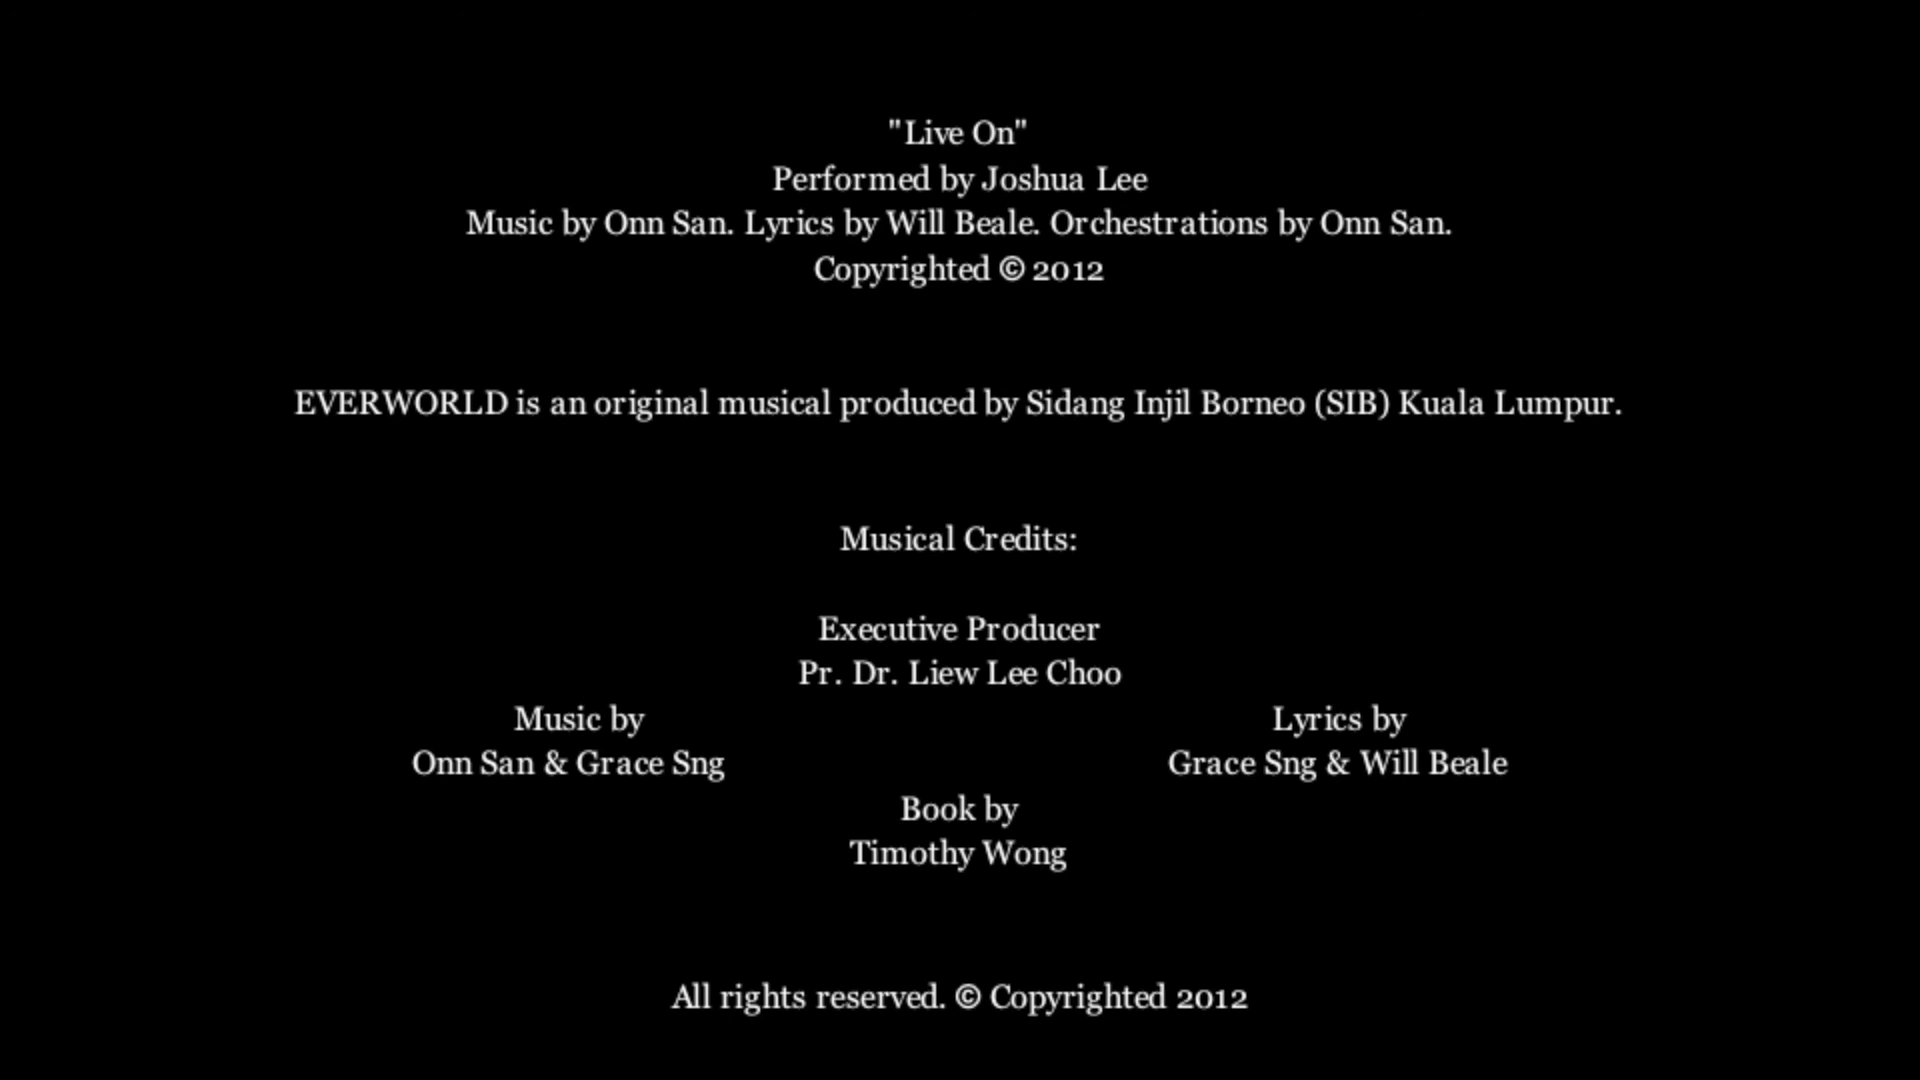 "Live On"
Performed by Joshua Lee
Music by Onn San. Lyrics by Will Beale. Orchestrations by Onn San.
Copyrighted © 2012
EVERWORLD is an original musical produced by Sidang Injil Borneo (SIB) Kuala Lumpur.
Musical Credits:
Executive Producer
Pr. Dr. Liew Lee Choo
Music by
Onn San & Grace Sng
Lyrics by
Grace Sng & Will Beale
Book by
Timothy Wong
All rights reserved. © Copyrighted 2012